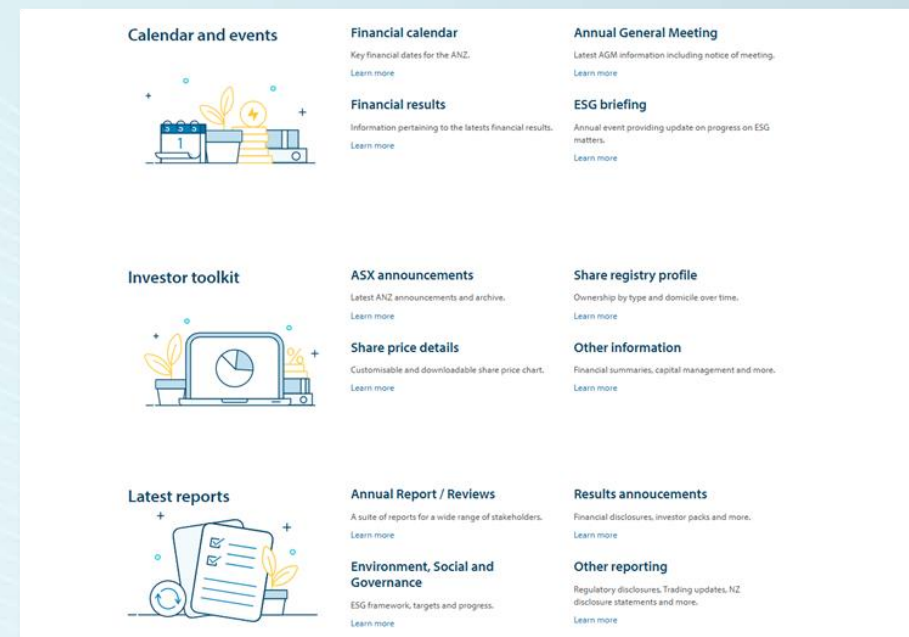 Calendar and events
Financial calendar
Key financial dates for the ANZ.
Learn more
Annual General Meeting
Latest AGM information including notice of meeting.
Learn more
Financial results
Information pertaining to the latests financial results.
Learn more
ESG briefing
Annual event providing update on progress on ESG
matters.
Learn more
1
Investor toolkit
ASX announcements
Latest ANZ announcements and archive.
Learn more
Share registry profile
Ownership by type and domicile over time.
Learn more
Share price details
Customisable and downloadable share price chart.
Learn more
Other information
Financial summaries, capital management and more.
Learn more
%
Latest reports
Annual Report / Reviews
A suite of reports for a wide range of stakeholders.
Learn more
Results annoucements
Financial disclosures, investor packs and more.
Learn more
Environment, Social and
Governance
ESG framework, targets and progress.
Learn more
Other reporting
Regulatory disclosures, Trading updates, NZ
disclosure statements and more.
Learn more